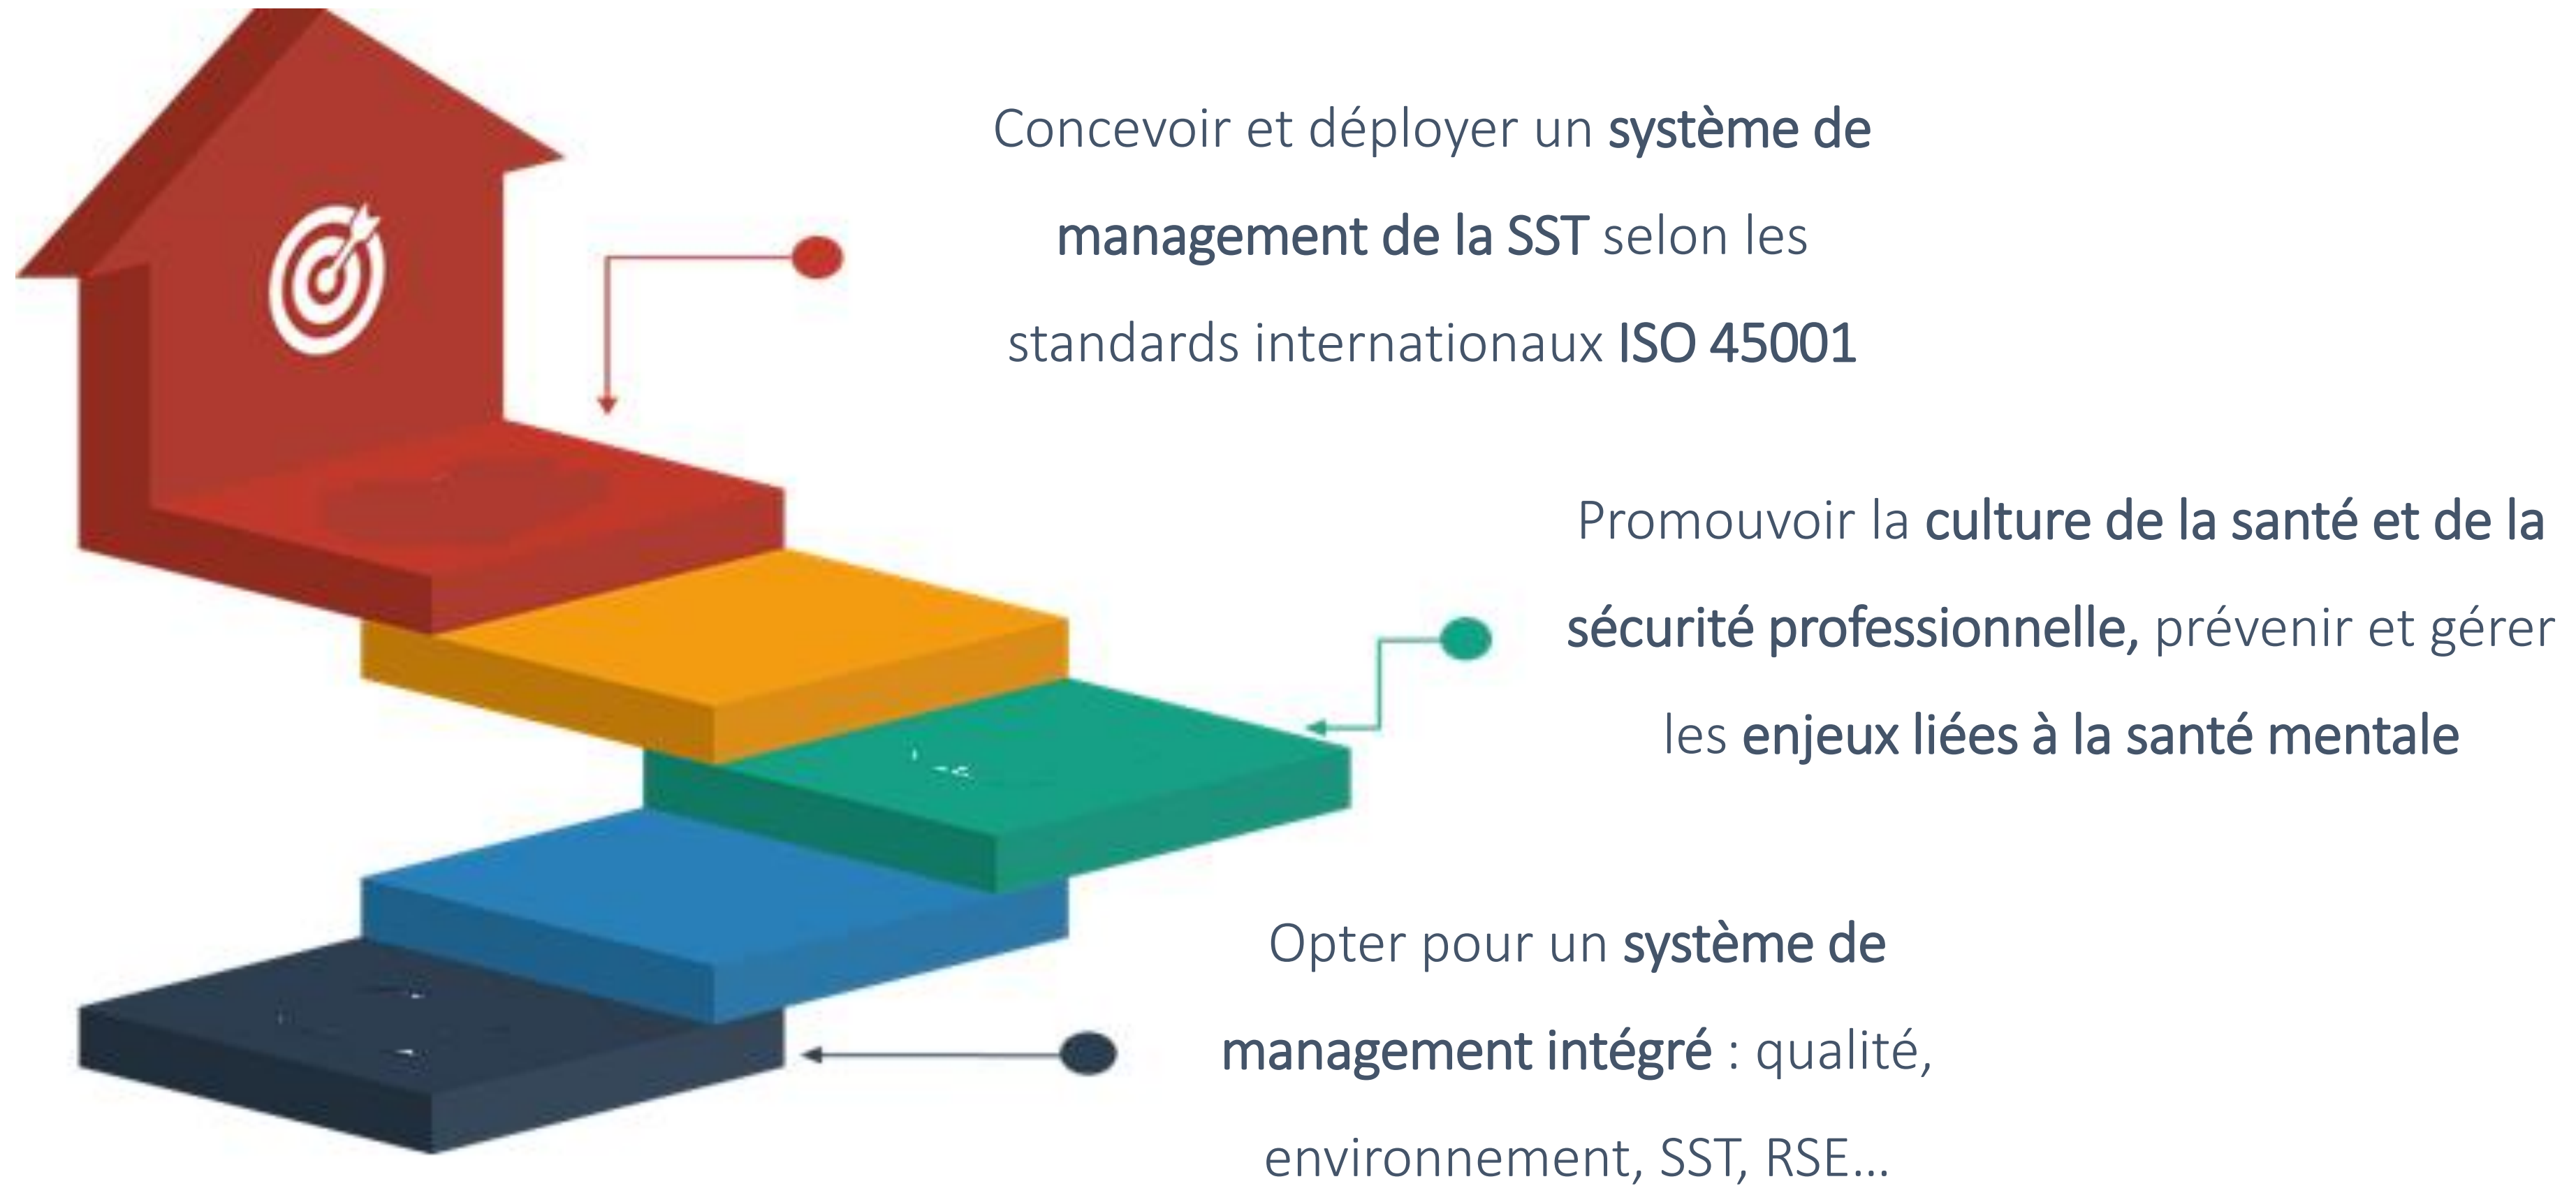 Concevoir et déployer un système de
management de la SST selon les
standards internationaux ISO 45001
Promouvoir la culture de la santé et de la
sécurité professionnelle, prévenir et gérer
les enjeux liées à la santé mentale
Opter pour un système de
management intégré : qualité,
environnement, SST, RSE…